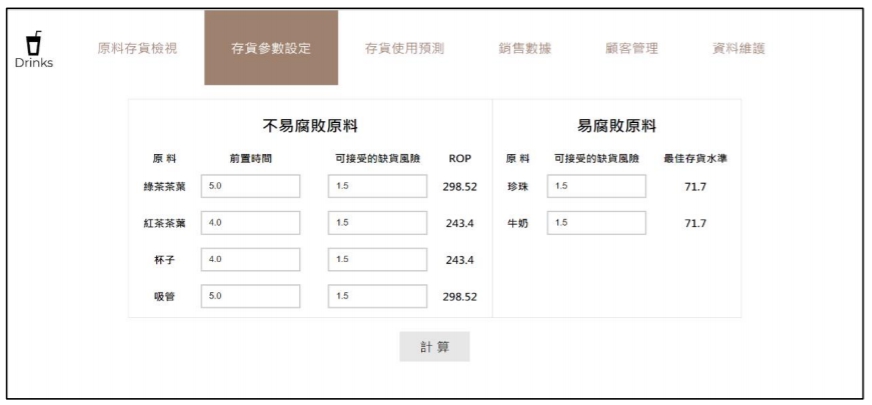 Drinks
原料存貨檢視 存貨參數設定 存貨使用預測 銷售數據 顧客管理 資料維護
不易腐敗原料 易腐敗原料
原 料 前置時間 可接受的缺貨風險 ROP 原 料 可接受的缺貨風險 最佳存貨水準
綠茶茶葉 5.0 1.5 298.52 珍珠 1.5 71.7
紅茶茶葉 4.0 1.5 243.4 牛奶 1.5 71.7
杯子 4.0 1.5 243.4
吸管 5.0 1.5 298.52
計 算